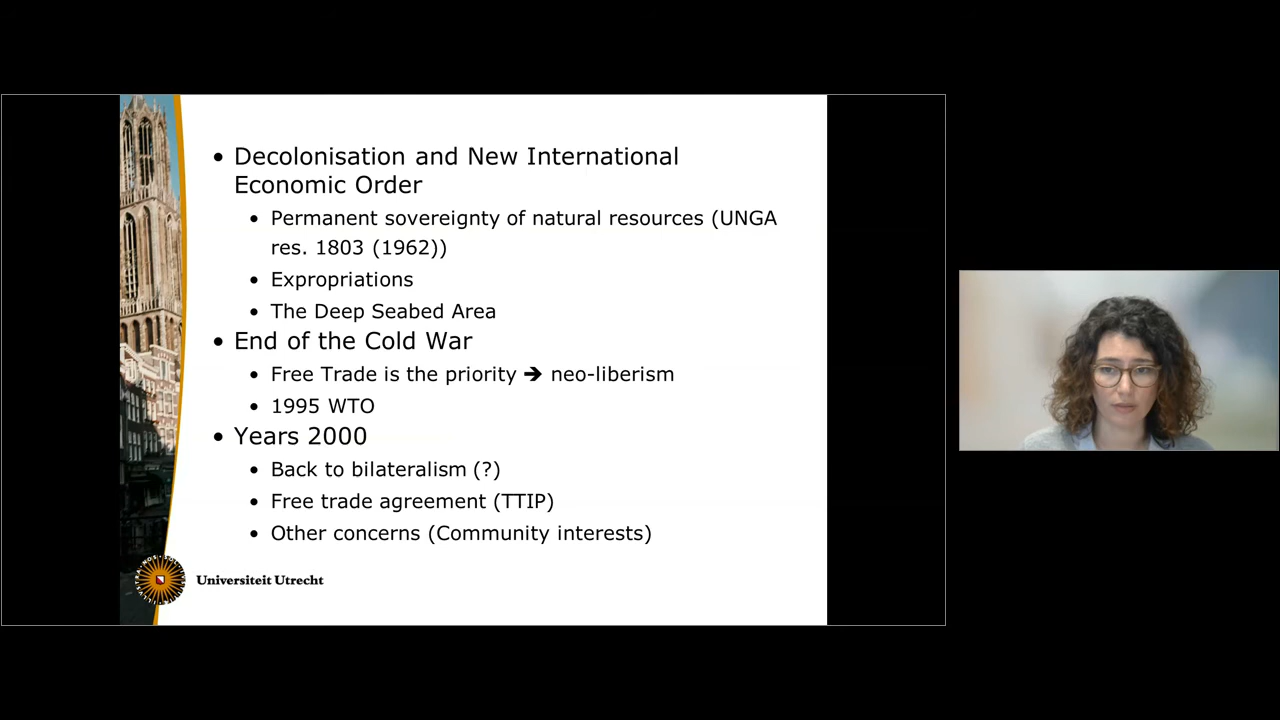 • Decolonisation and New International
Economic Order
• Permanent sovereignty of natural resources (UNGA
res. 1803 (1962))
• Expropriations
• The Deep Seabed Area
• End of the Cold War
• Free Trade is the priority ➔ neo-liberism
• 1995 WTO
• Years 2000
• Back to bilateralism (?)
• Free trade agreement (TTIP)
• Other concerns (Community interests)
Universiteit Utrecht